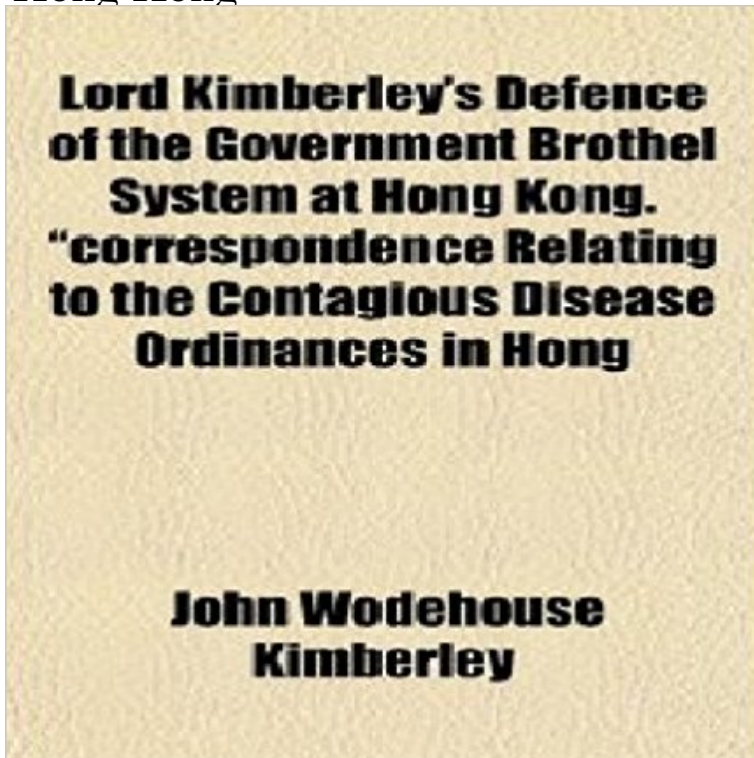 Lord Kimberley's Defence
of the Government Brothel
System at Hong Kong.
“correspondence Relating
to the Contagious Disease
Ordinances in Hong
John Wodehouse
Kimberley